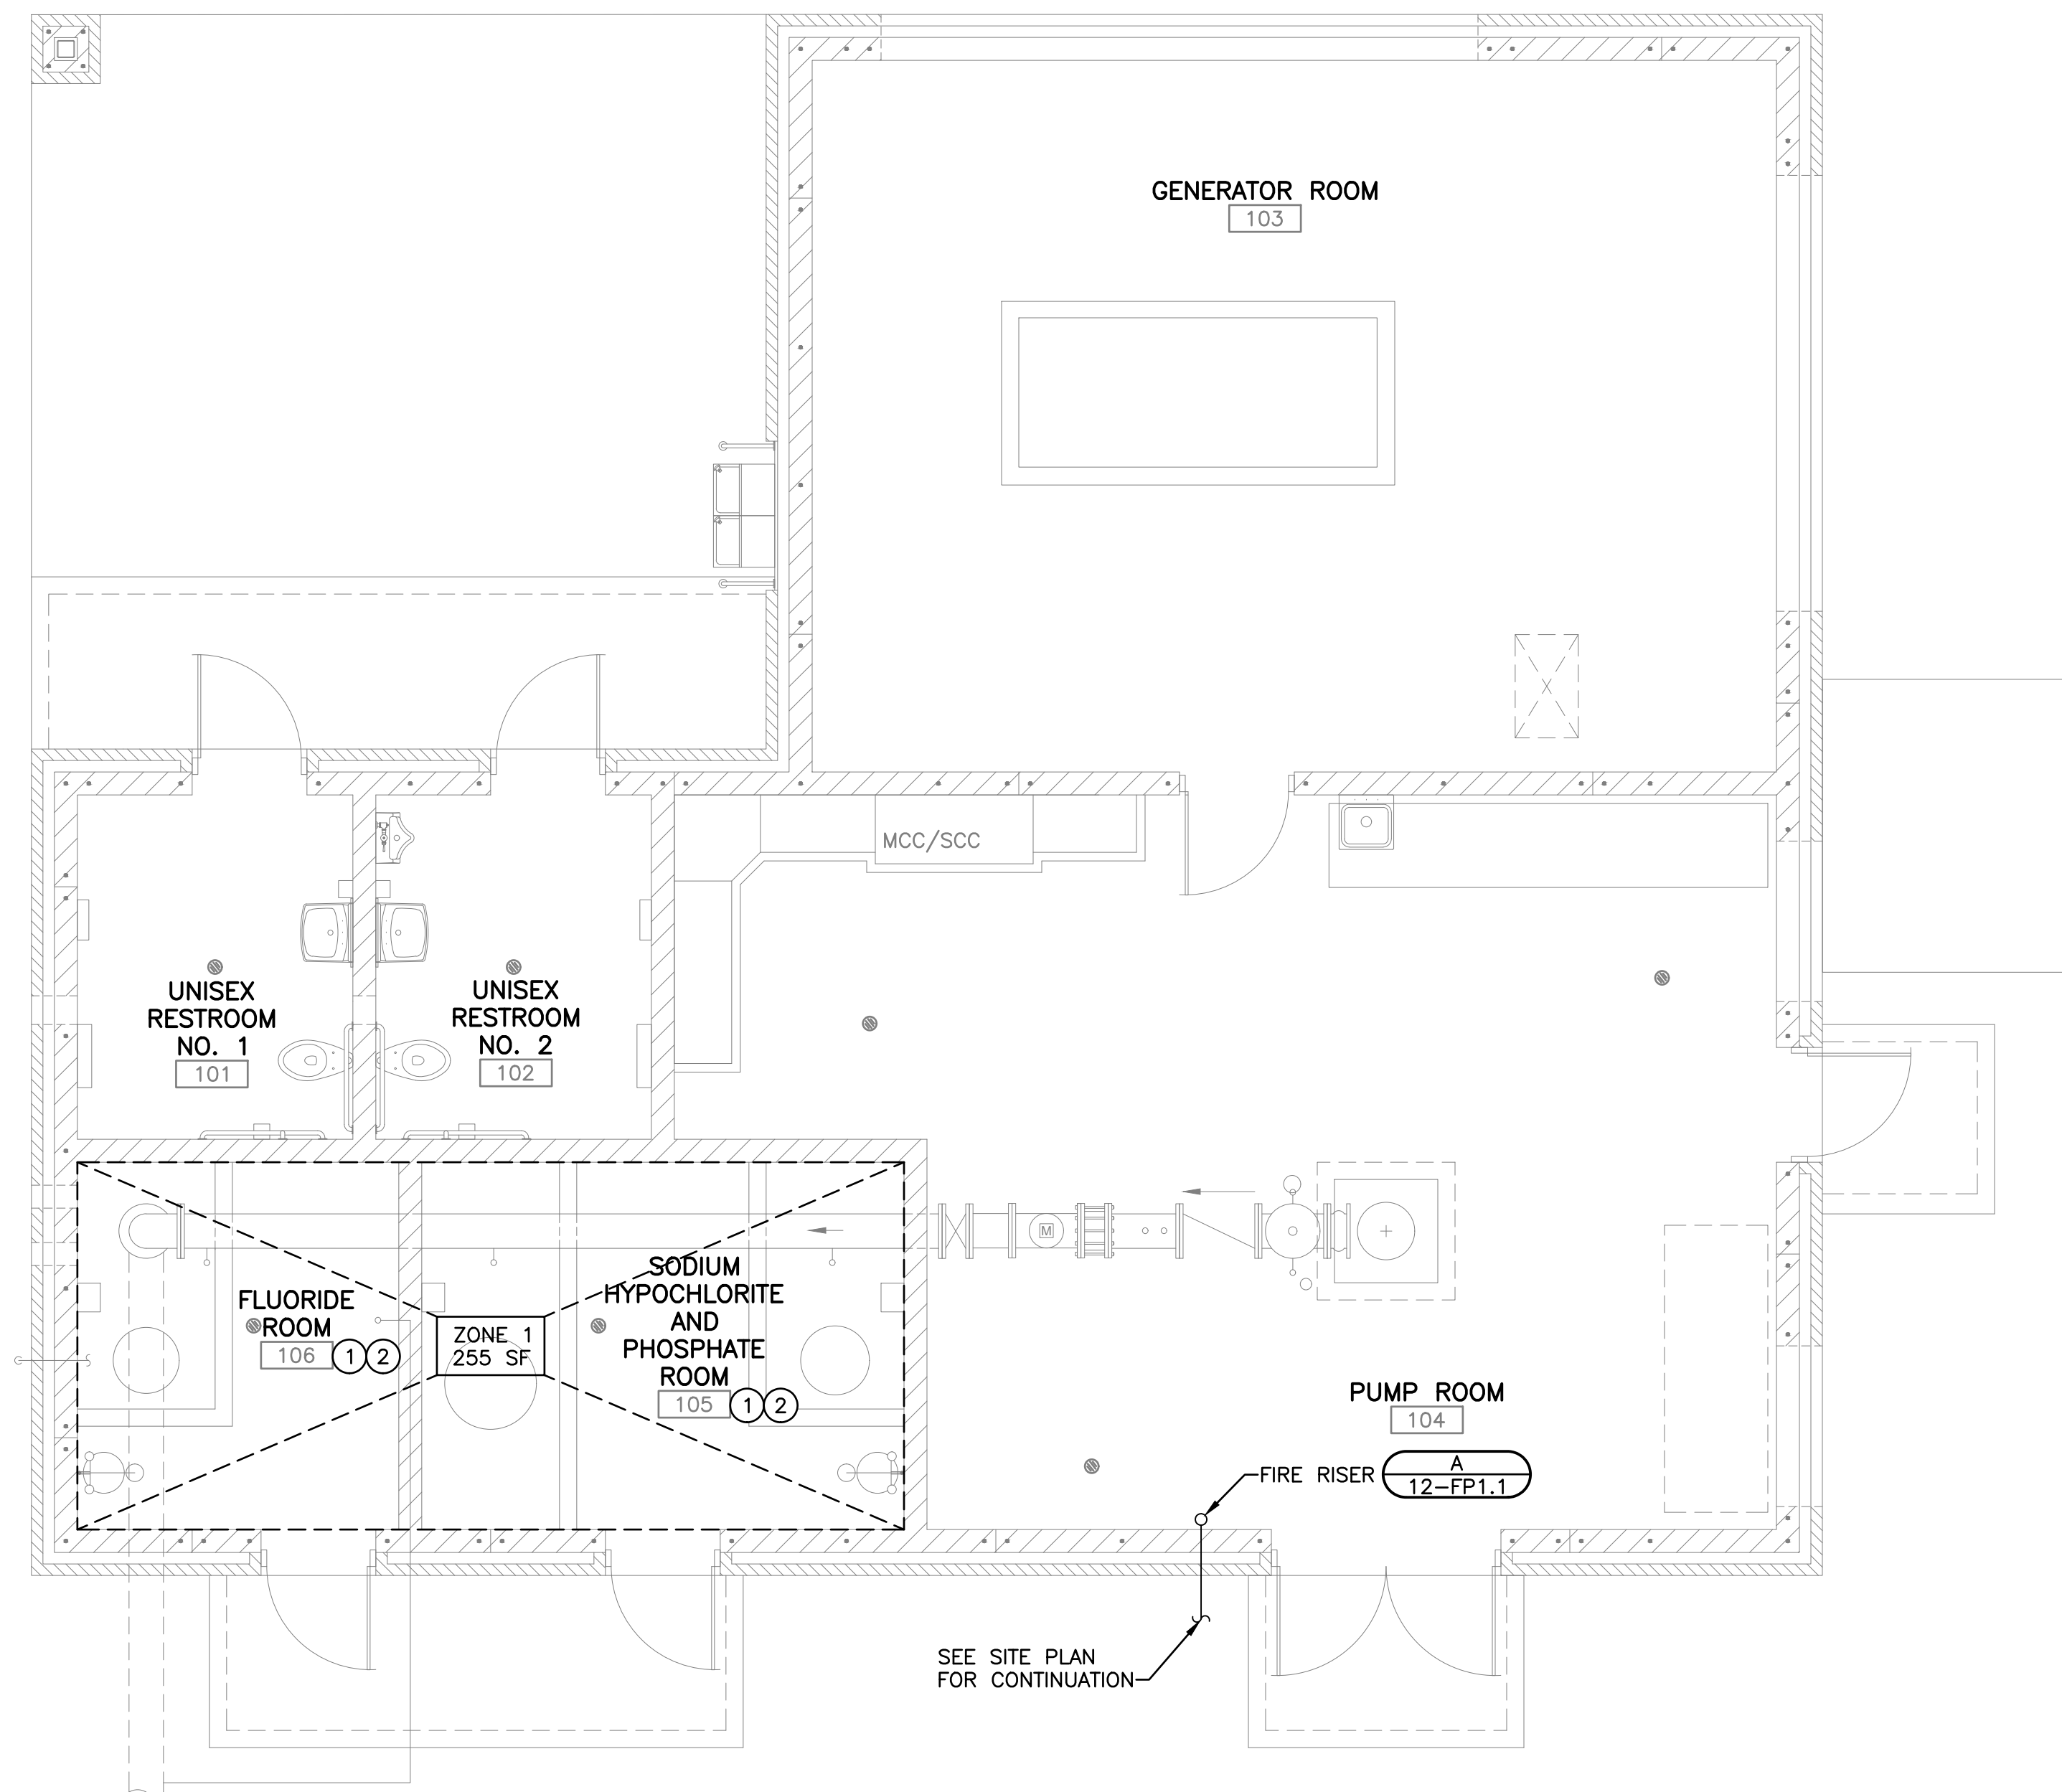 GENERATOR ROOM
103
MCC/SCC
UNISEX
RESTROOM
NO. 1
101
UNISEX
RESTROOM
NO. 2
102
M
FLUORIDE
ROOM
106
1
2
ZONE 1
255 SF
SODIUM
HYPOCHLORITE
AND
PHOSPHATE
ROOM
105
1
2
PUMP ROOM
104
FIRE RISER
A
12-FP1.1
SEE SITE PLAN
FOR CONTINUATION